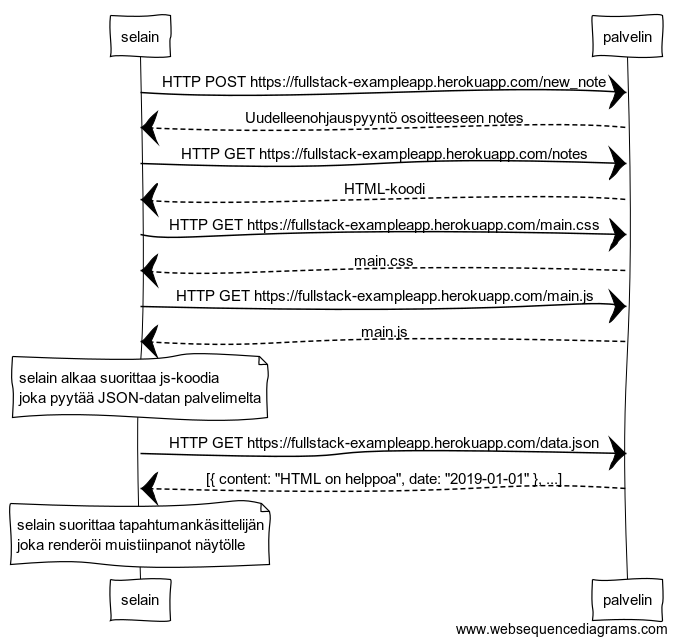 selain palvelin
HTTP POST https://fullstack-exampleapp.herokuapp.com/new_note
Uudelleenohjauspyyntö osoitteeseen notes
HTTP GET https://fullstack-exampleapp.herokuapp.com/notes
HTML-koodi
HTTP GET https://fullstack-exampleapp.herokuapp.com/main.css
main.css
HTTP GET https://fullstack-exampleapp.herokuapp.com/main.js
main.js
selain alkaa suorittaa js-koodia
joka pyytää JSON-datan palvelimelta
HTTP GET https://fullstack-exampleapp.herokuapp.com/data.json
[{ content: "HTML on helppoa", date: "2019-01-01" }, ...]
selain suorittaa tapahtumankäsittelijän
joka renderöi muistiinpanot näytölle
selain palvelin
www.websequencediagrams.com